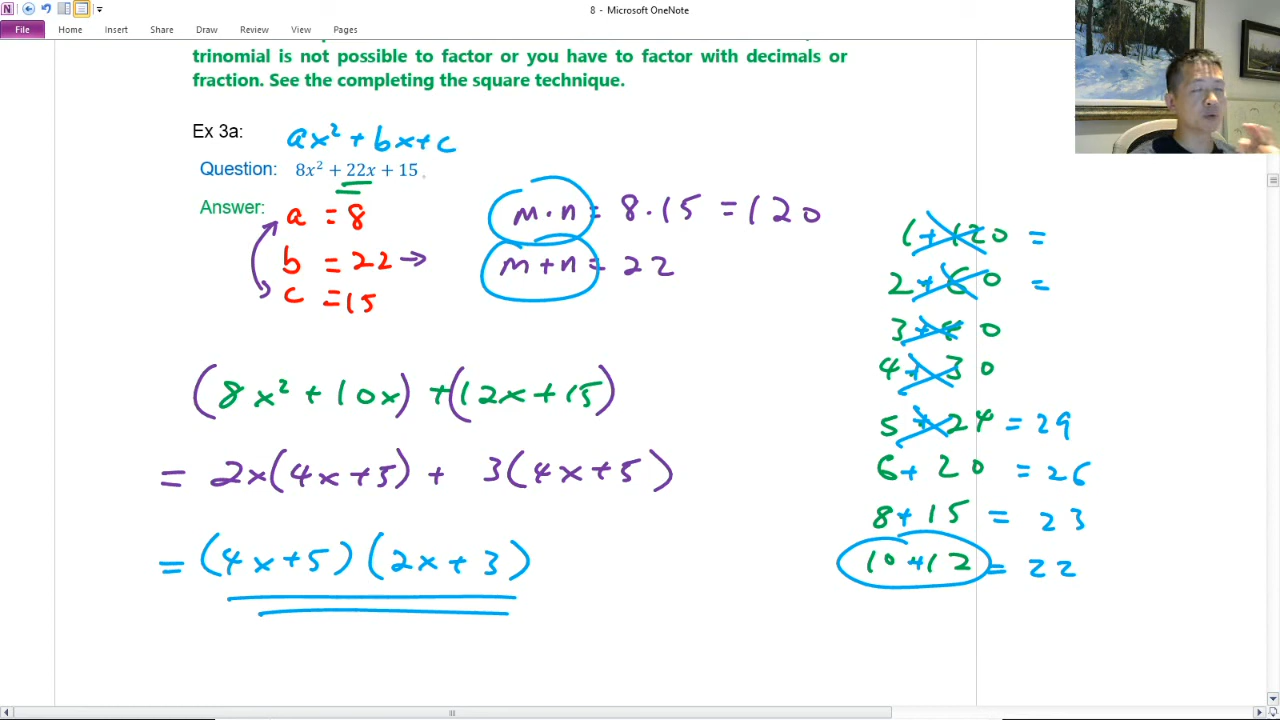 8 - Microsoft OneNote
File Home Insert Share Draw Review View Pages
trinomial is not possible to factor or you have to factor with decimals or
fraction. See the completing the square technique.
Ex 3a: ax² + bx + c
Question: 8x² + 22x + 15
Answer:
a = 8
b = 22 →
c = 15
m · n = 8 · 15 = 120
m + n = 22
(8x² + 10x) + (12x + 15)
= 2x(4x + 5) + 3(4x + 5)
= (4x + 5)(2x + 3)
1 + 120 =
2 + 60 =
3 + 40
4 + 30
5 + 24 = 29
6 + 20 = 26
8 + 15 = 23
10 + 12 = 22